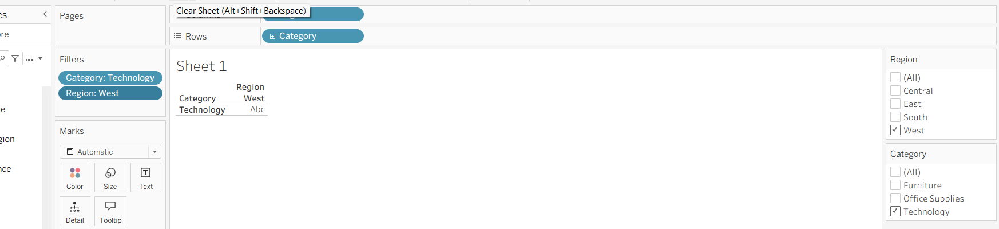 Clear Sheet (Alt+Shift+Backspace)
cs
Pages
ore
Rows
Category
Filters
Category: Technology
Region: West
Sheet 1
Region
Category
West
Technology
Abc
Marks
Automatic
Color
Size
Text
Detail
Tooltip
e
gion
nce
Region
(All)
Central
East
South
West
Category
(All)
Furniture
Office Supplies
Technology